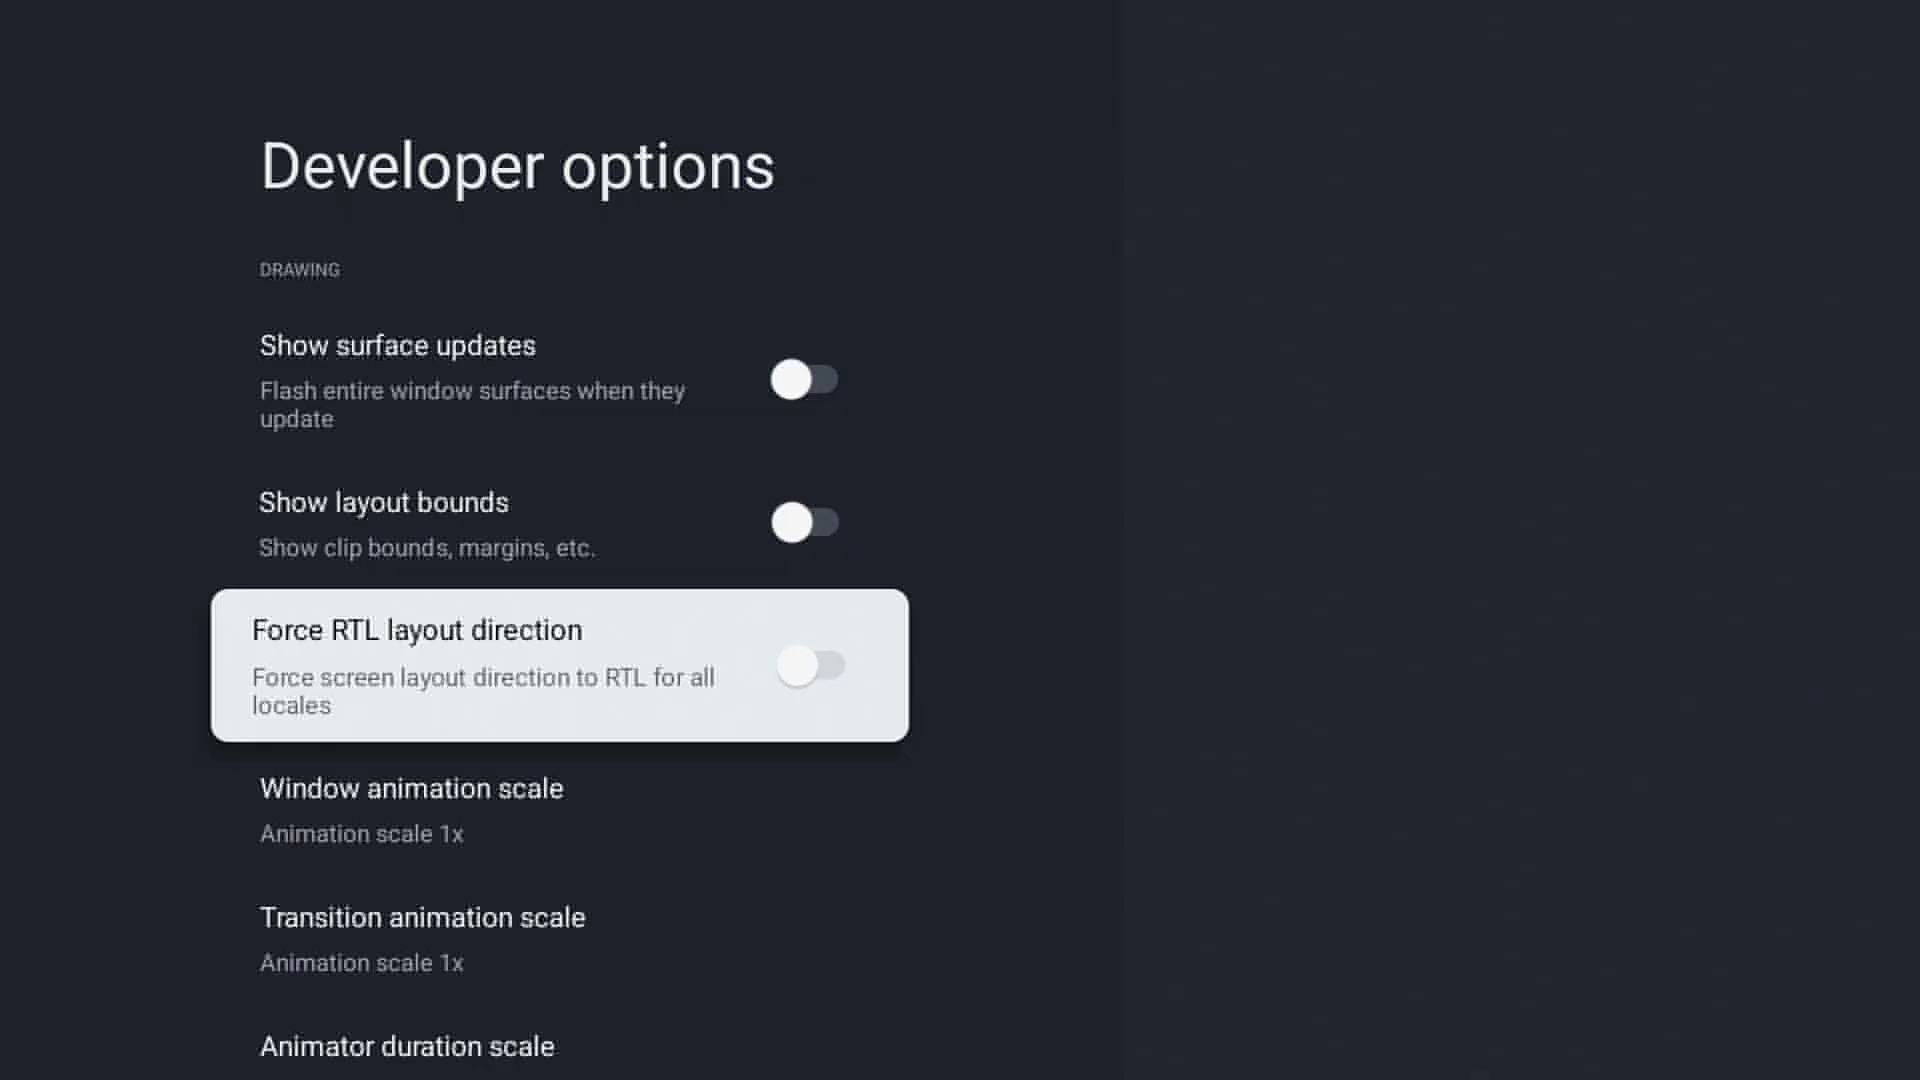 Developer options
DRAWING
Show surface updates
Flash entire window surfaces when they
update
Show layout bounds
Show clip bounds, margins, etc.
Force RTL layout direction
Force screen layout direction to RTL for all
locales
Window animation scale
Animation scale 1x
Transition animation scale
Animation scale 1x
Animator duration scale